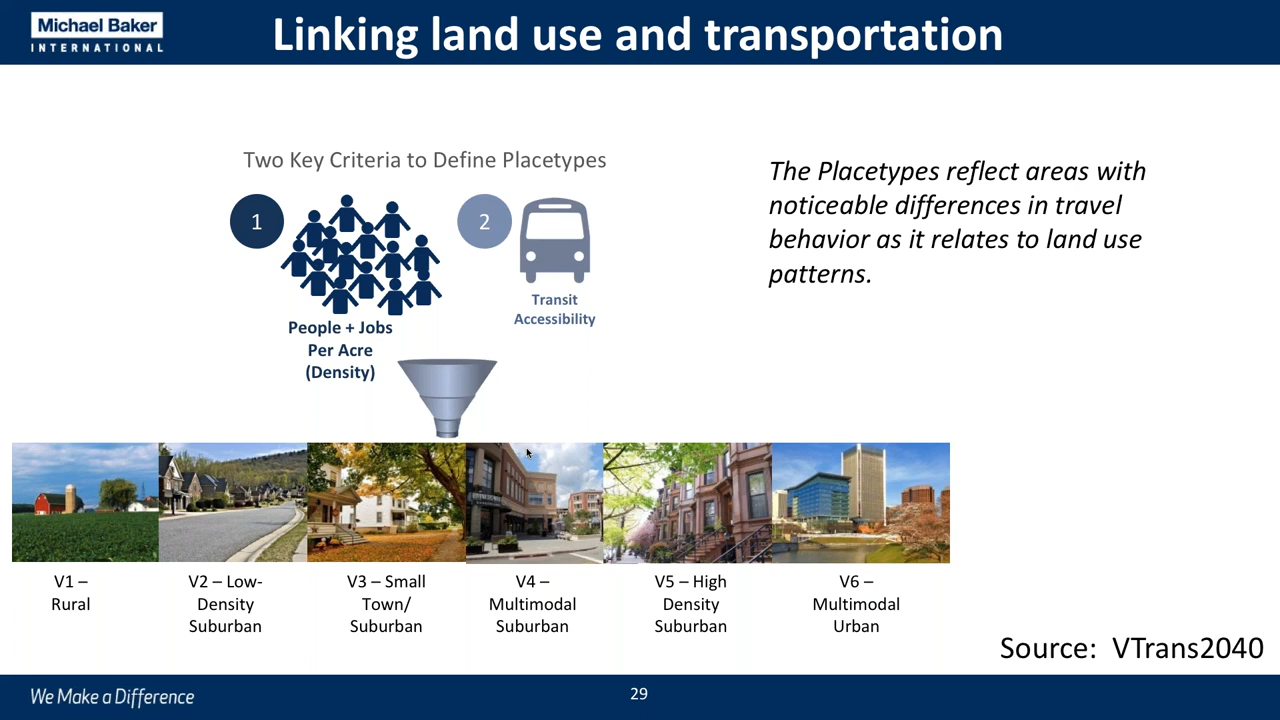 Michael Baker
INTERNATIONAL
Linking land use and transportation
Two Key Criteria to Define Placetypes
1
2
People + Jobs
Per Acre
(Density)
Transit
Accessibility
The Placetypes reflect areas with
noticeable differences in travel
behavior as it relates to land use
patterns.
V1 –
Rural
V2 – Low-
Density
Suburban
V3 – Small
Town/
Suburban
V4 –
Multimodal
Suburban
V5 – High
Density
Suburban
V6 –
Multimodal
Urban
Source: VTrans2040
We Make a Difference
29